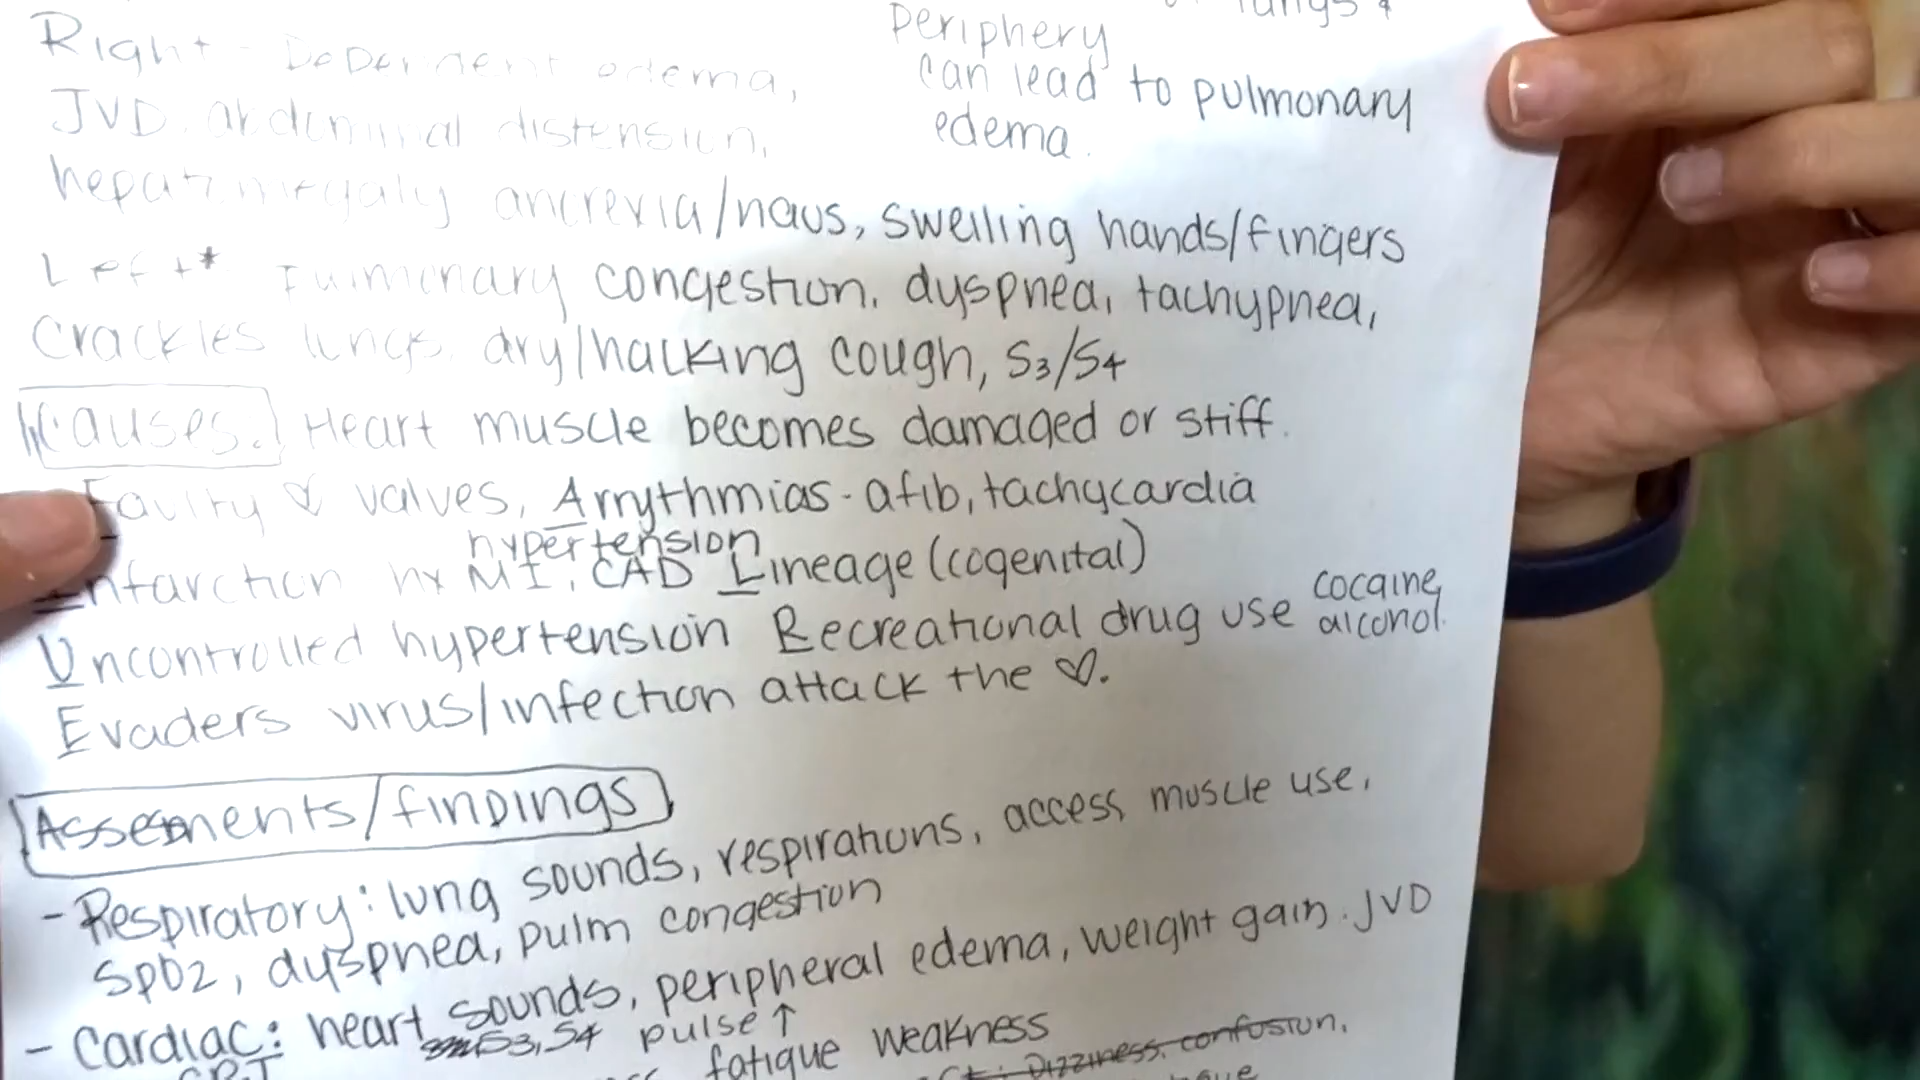 lungs &
periphery
can lead to pulmonary
edema.
Right - Dependent edema,
JVD, abdominal distension,
hepatomegaly anorexia/naus, swelling hands/fingers
Left * Pulmonary congestion, dyspnea, tachypnea,
Crackles lungs, dry/hacking cough, S3/S4
Causes: Heart muscle becomes damaged or stiff.
Faulty ♡ valves, Arrythmias - afib, tachycardia
hypertension
Infarction hx MI, CAD Lineage (cogenital)
Uncontrolled hypertension Recreational drug use cocaine, alcohol.
Evaders virus/infection attack the ♡.
Assesments/findings
- Respiratory: lung sounds, respirations, access muscle use,
SpO2, dyspnea, pulm congestion
- Cardiac: heart sounds, peripheral edema, weight gain. JVD
S3, S4 pulse ↑
CRT
fatigue weakness
Dizziness, confusion,